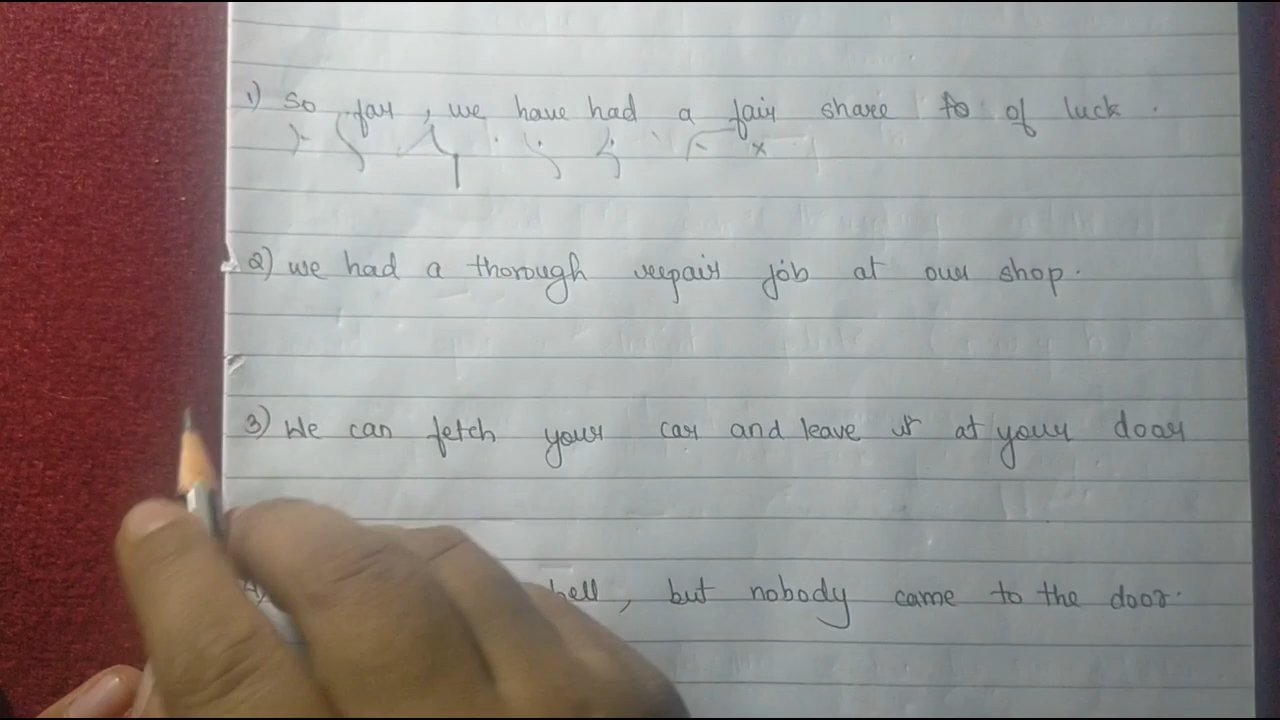 1) So far, we have had a fair share to of luck.
2) we had a thorough repair job at our shop.
3) We can fetch your car and leave it at your door
bell, but nobody came to the door.